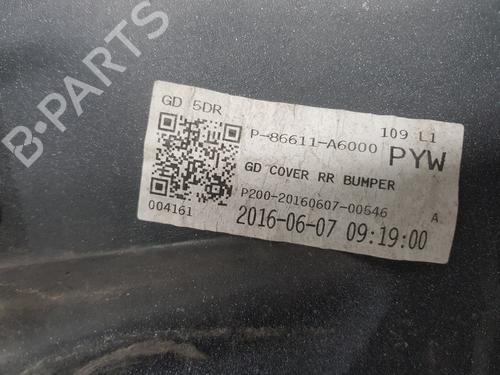 B-PARTS
GD 5DR
109 L1
P-86611-A6000
PYW
GD COVER RR BUMPER
P200-20160607-00546
A
004161
2016-06-07 09:19:00